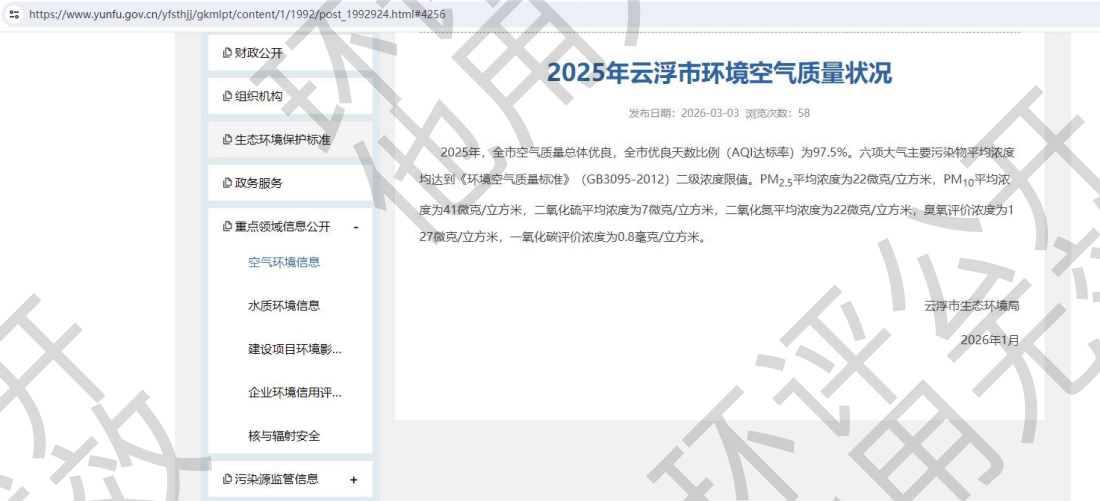 https://www.yunfu.gov.cn/yfsthjj/gkmlpt/content/1/1992/post_1992924.html#4256
财政公开
组织机构
生态环境保护标准
政务服务
重点领域信息公开 -
空气环境信息
水质环境信息
建设项目环境影...
企业环境信用评...
核与辐射安全
污染源监管信息 +
2025年云浮市环境空气质量状况
发布日期：2026-03-03 浏览次数：58
2025年，全市空气质量总体优良，全市优良天数比例（AQI达标率）为97.5%。六项大气主要污染物平均浓度
均达到《环境空气质量标准》（GB3095-2012）二级浓度限值。PM2.5平均浓度为22微克/立方米，PM10平均浓
度为41微克/立方米，二氧化硫平均浓度为7微克/立方米，二氧化氮平均浓度为22微克/立方米，臭氧评价浓度为1
27微克/立方米，一氧化碳评价浓度为0.8毫克/立方米。
云浮市生态环境局
2026年1月
环评
他用
开
效
环评公
用无效